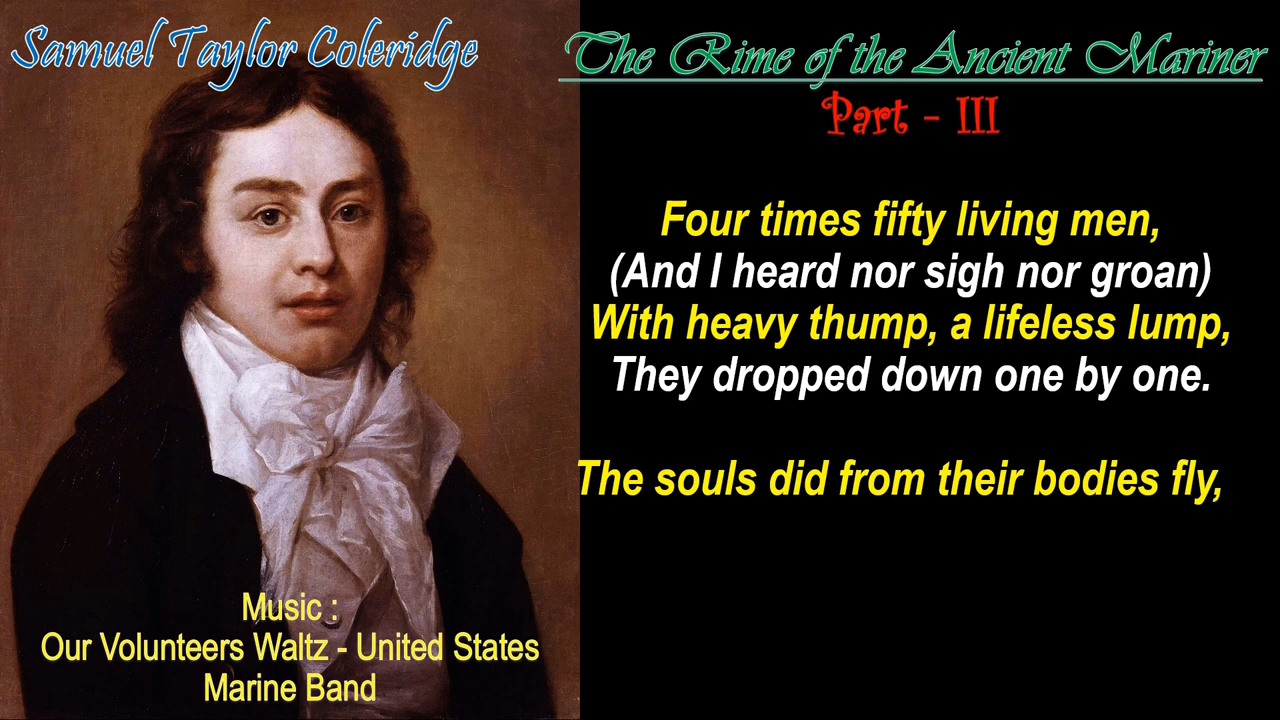 Samuel Taylor Coleridge
The Rime of the Ancient Mariner
Part - III
Four times fifty living men,
(And I heard nor sigh nor groan)
With heavy thump, a lifeless lump,
They dropped down one by one.
The souls did from their bodies fly,
Music :
Our Volunteers Waltz - United States
Marine Band